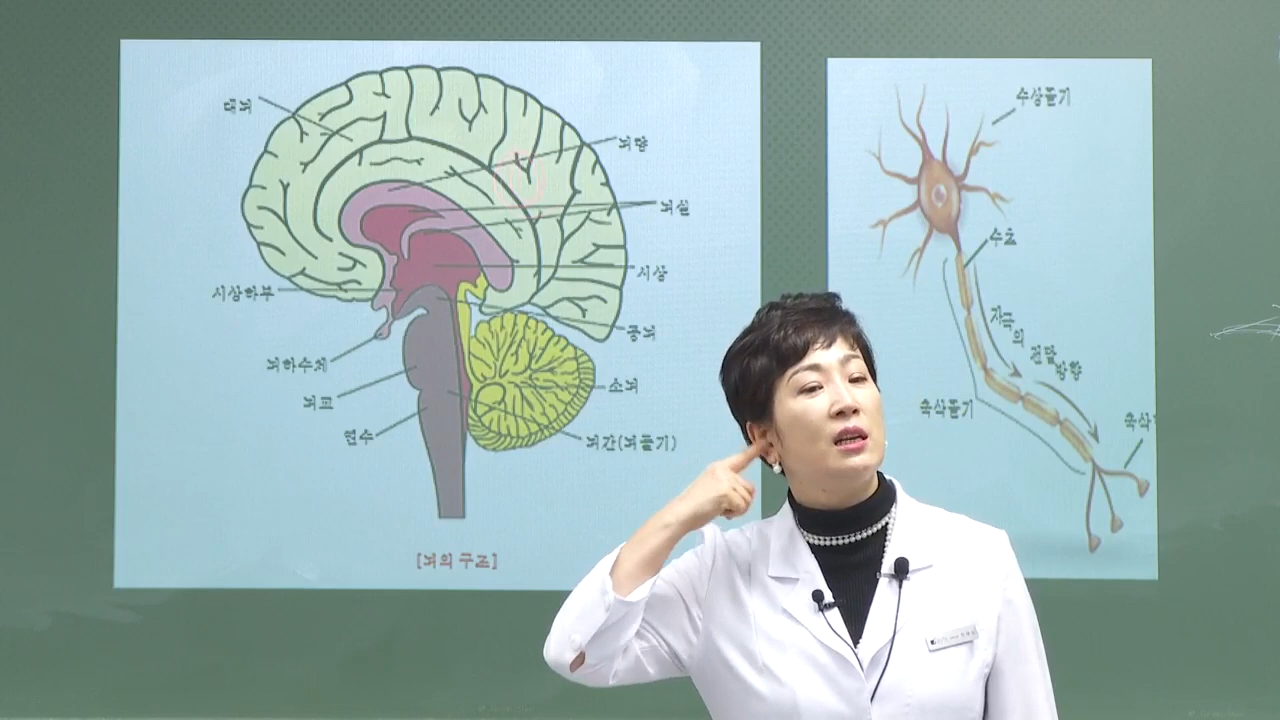 대뇌
뇌량
뇌실
시상
시상하부
중뇌
뇌하수체
소뇌
뇌교
연수
뇌간(뇌줄기)
[뇌의 구조]
수상돌기
수초
자극의 전달 방향
축삭돌기
축삭